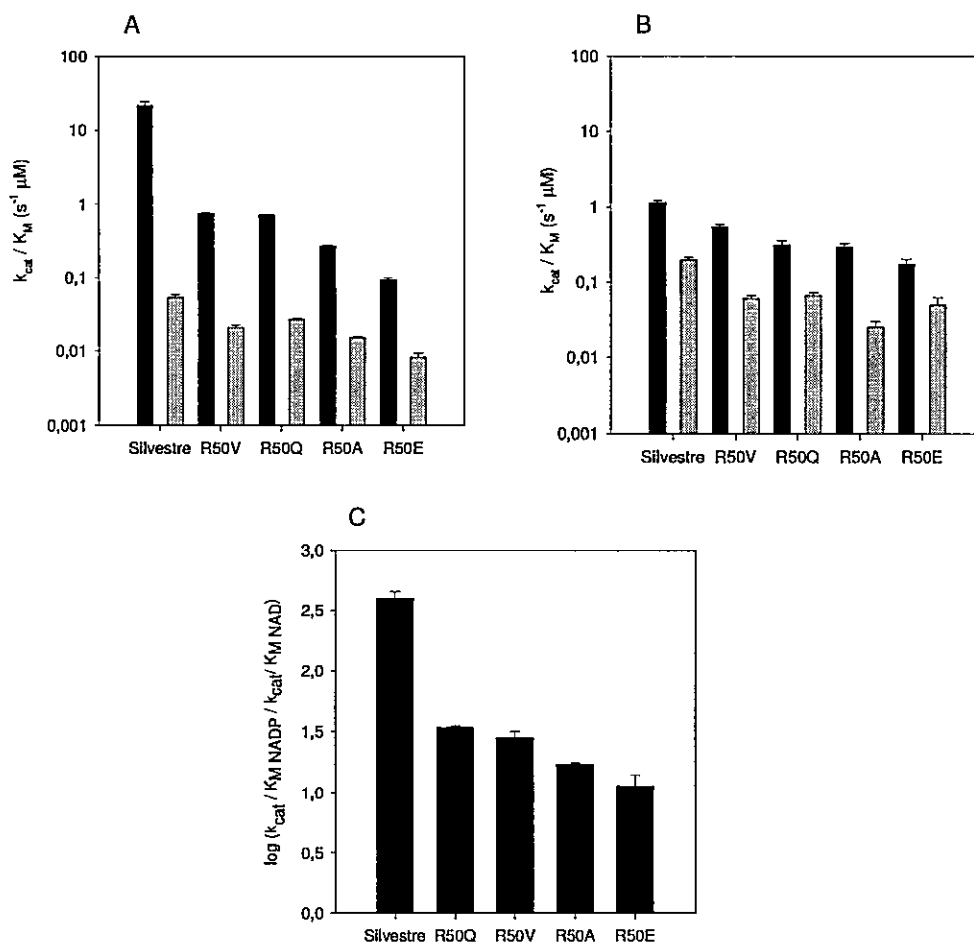 A
100
10
1
0,1
0,01
0,001
kcat / KM (s-1 µM)
Silvestre R50V R50Q R50A R50E
B
100
10
1
0,1
0,01
0,001
kcat / KM (s-1 µM)
Silvestre R50V R50Q R50A R50E
C
3,0
2,5
2,0
1,5
1,0
0,5
0,0
log (kcat / KM NADP / kcat/ KM NAD)
Silvestre R50Q R50V R50A R50E